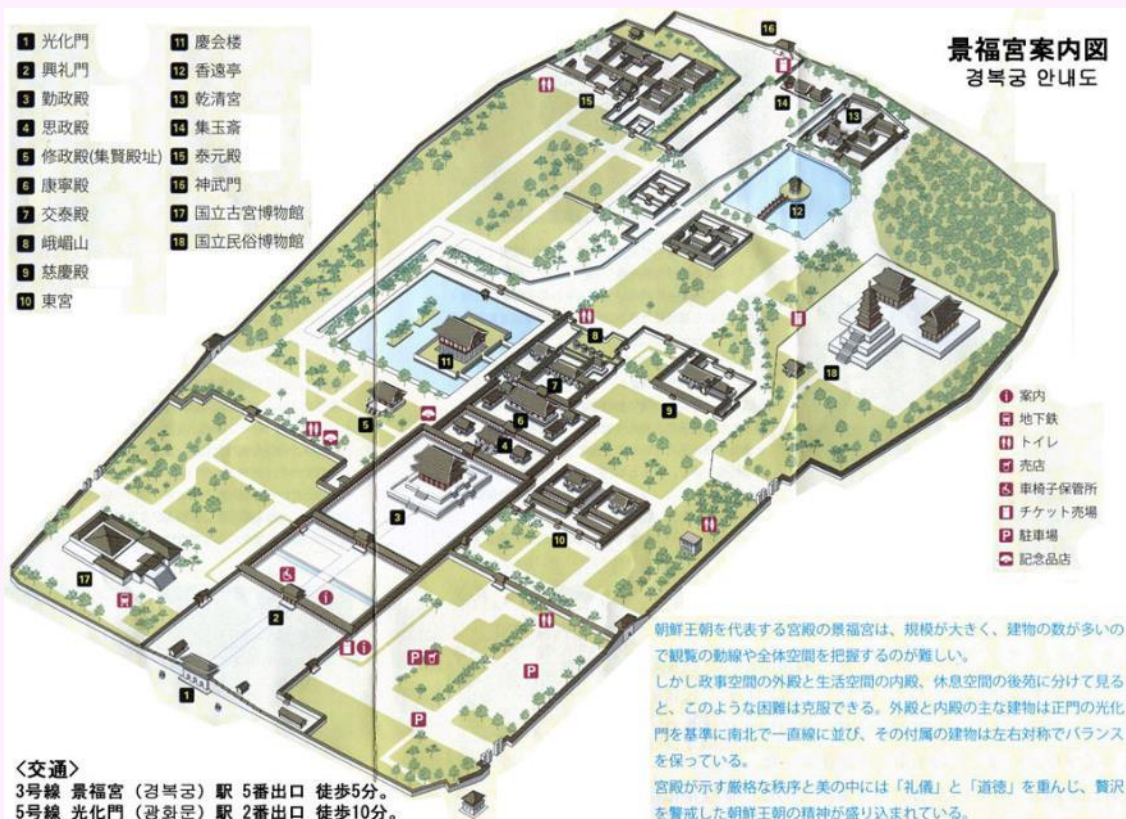 景福宮案内図
경복궁 안내도
1 光化門
2 興礼門
3 勤政殿
4 思政殿
5 修政殿(集賢殿址)
6 康寧殿
7 交泰殿
8 峨嵋山
9 慈慶殿
10 東宮
11 慶会楼
12 香遠亭
13 乾清宮
14 集玉斎
15 泰元殿
16 神武門
17 国立古宮博物館
18 国立民俗博物館
16
15
14
13
12
11
8
7
18
9
6
5
4
3
10
17
2
1
P
P
P
案内
地下鉄
トイレ
売店
車椅子保管所
チケット売場
P 駐車場
記念品店
朝鮮王朝を代表する宮殿の景福宮は、規模が大きく、建物の数が多いの
で観覧の動線や全体空間を把握するのが難しい。
しかし政事空間の外殿と生活空間の内殿、休息空間の後苑に分けて見る
と、このような困難は克服できる。外殿と内殿の主な建物は正門の光化
門を基準に南北で一直線に並び、その付属の建物は左右対称でバランス
を保っている。
宮殿が示す厳格な秩序と美の中には「礼儀」と「道徳」を重んじ、贅沢
を警戒した朝鮮王朝の精神が盛り込まれている。
<交通>
3号線 景福宮（경복궁）駅 5番出口 徒歩5分。
5号線 光化門（광화문）駅 2番出口 徒歩10分。